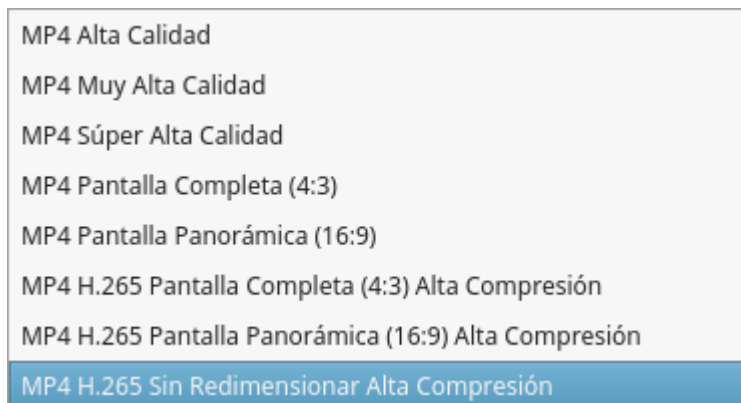 MP4 Alta Calidad
MP4 Muy Alta Calidad
MP4 Súper Alta Calidad
MP4 Pantalla Completa (4:3)
MP4 Pantalla Panorámica (16:9)
MP4 H.265 Pantalla Completa (4:3) Alta Compresión
MP4 H.265 Pantalla Panorámica (16:9) Alta Compresión
MP4 H.265 Sin Redimensionar Alta Compresión